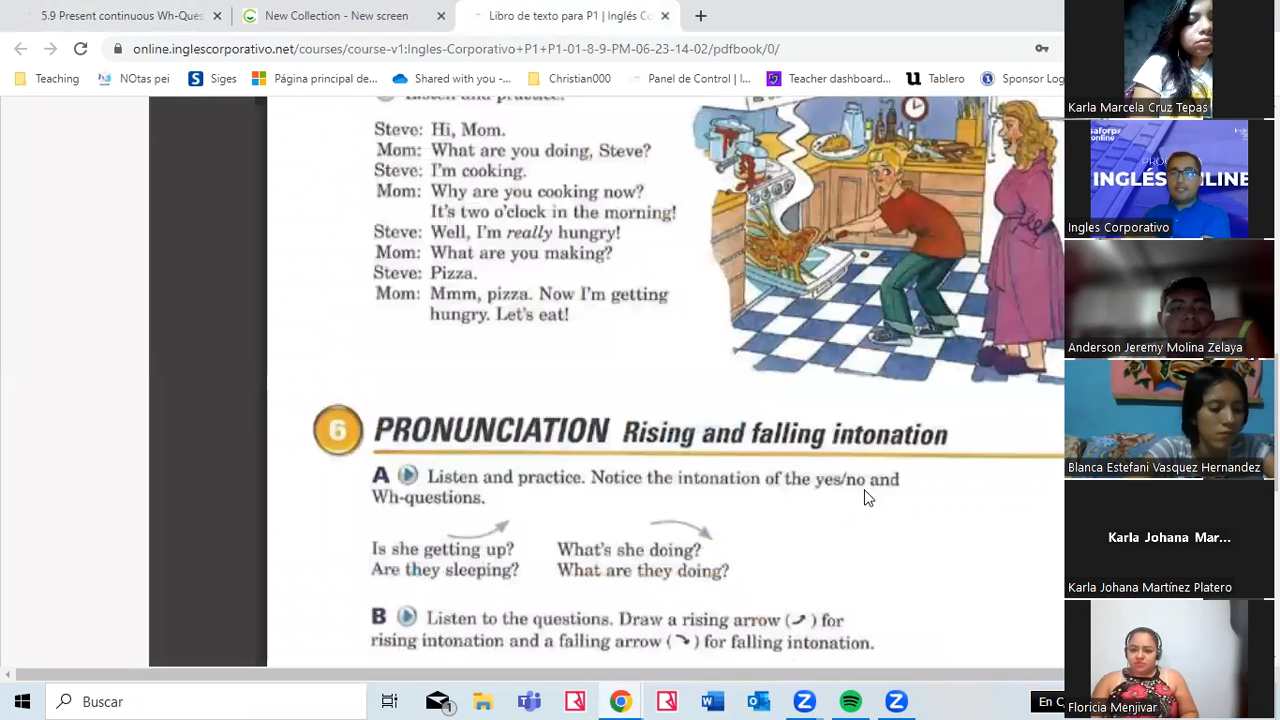 5.9 Present continuous Wh-Ques
New Collection - New screen
Libro de texto para P1 | Inglés Co
online.inglescorporativo.net/courses/course-v1:Ingles-Corporativo+P1+P1-01-8-9-PM-06-23-14-02/pdfbook/0/
Teaching
NOtas pei
Siges
Página principal de...
Shared with you -...
Christian000
Panel de Control | I...
Teacher dashboard...
Tablero
Sponsor Log
Listen and practice.
Steve: Hi, Mom.
Mom: What are you doing, Steve?
Steve: I'm cooking.
Mom: Why are you cooking now?
It's two o'clock in the morning!
Steve: Well, I'm really hungry!
Mom: What are you making?
Steve: Pizza.
Mom: Mmm, pizza. Now I'm getting
hungry. Let's eat!
6 PRONUNCIATION Rising and falling intonation
A Listen and practice. Notice the intonation of the yes/no and
Wh-questions.
Is she getting up?
Are they sleeping?
What's she doing?
What are they doing?
B Listen to the questions. Draw a rising arrow ( ) for
rising intonation and a falling arrow ( ) for falling intonation.
Karla Marcela Cruz Tepas
INGLÉS ONLINE
Ingles Corporativo
Anderson Jeremy Molina Zelaya
Blanca Estefani Vasquez Hernandez
Karla Johana Mar...
Karla Johana Martínez Platero
Floricia Menjivar
Buscar
1
En C